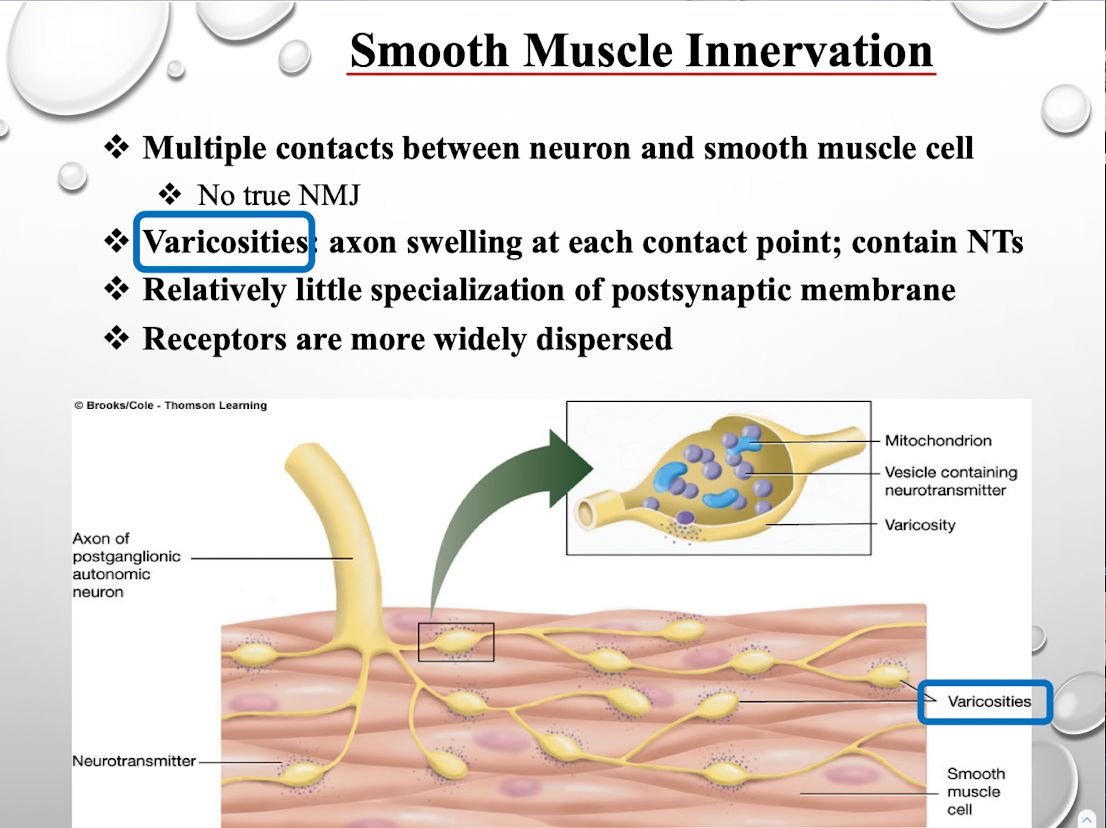 Smooth Muscle Innervation
❖ Multiple contacts between neuron and smooth muscle cell
❖ No true NMJ
❖ Varicosities: axon swelling at each contact point; contain NTs
❖ Relatively little specialization of postsynaptic membrane
❖ Receptors are more widely dispersed
© Brooks/Cole - Thomson Learning
Mitochondrion
Vesicle containing
neurotransmitter
Varicosity
Axon of
postganglionic
autonomic
neuron
Varicosities
Neurotransmitter
Smooth
muscle
cell